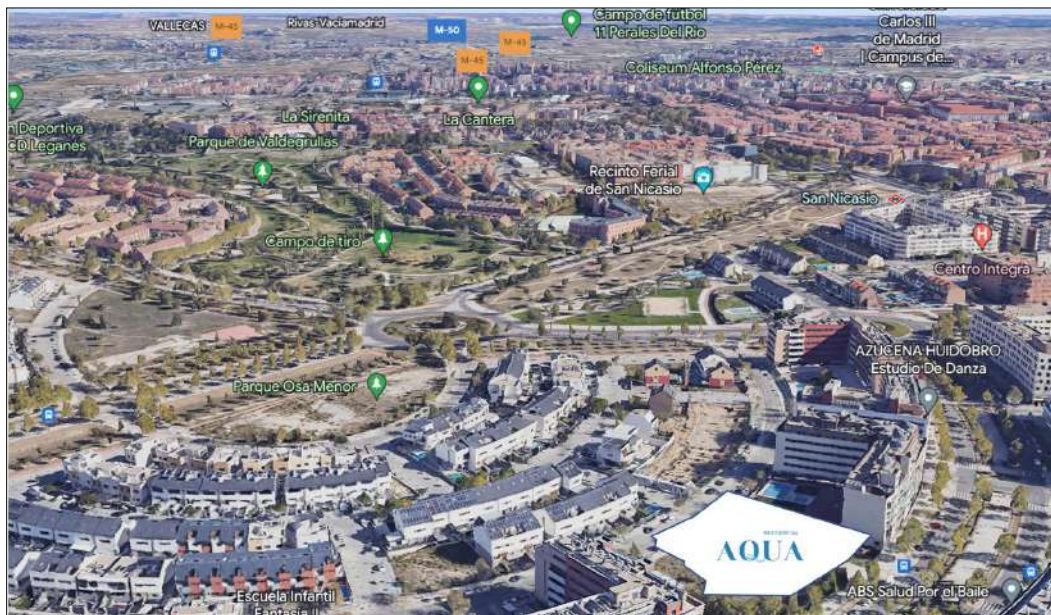 VALLECAS
M-45
Rivas-Vaciamadrid
M-50
M-45
M-45
Campo de fútbol
11 Perales Del Rio
Carlos III
de Madrid
| Campus de...
Coliseum Alfonso Pérez
n Deportiva
CD Leganés
La Sirenita
La Cantera
Parque de Valdegrullas
Recinto Ferial
de San Nicasio
San Nicasio
Campo de tiro
H
Centro Integra
AZUCENA HUIDOBRO
Estudio De Danza
Parque Osa Menor
RESIDENCIAL
AQUA
Escuela Infantil
Fantasía II
ABS Salud Por el Baile